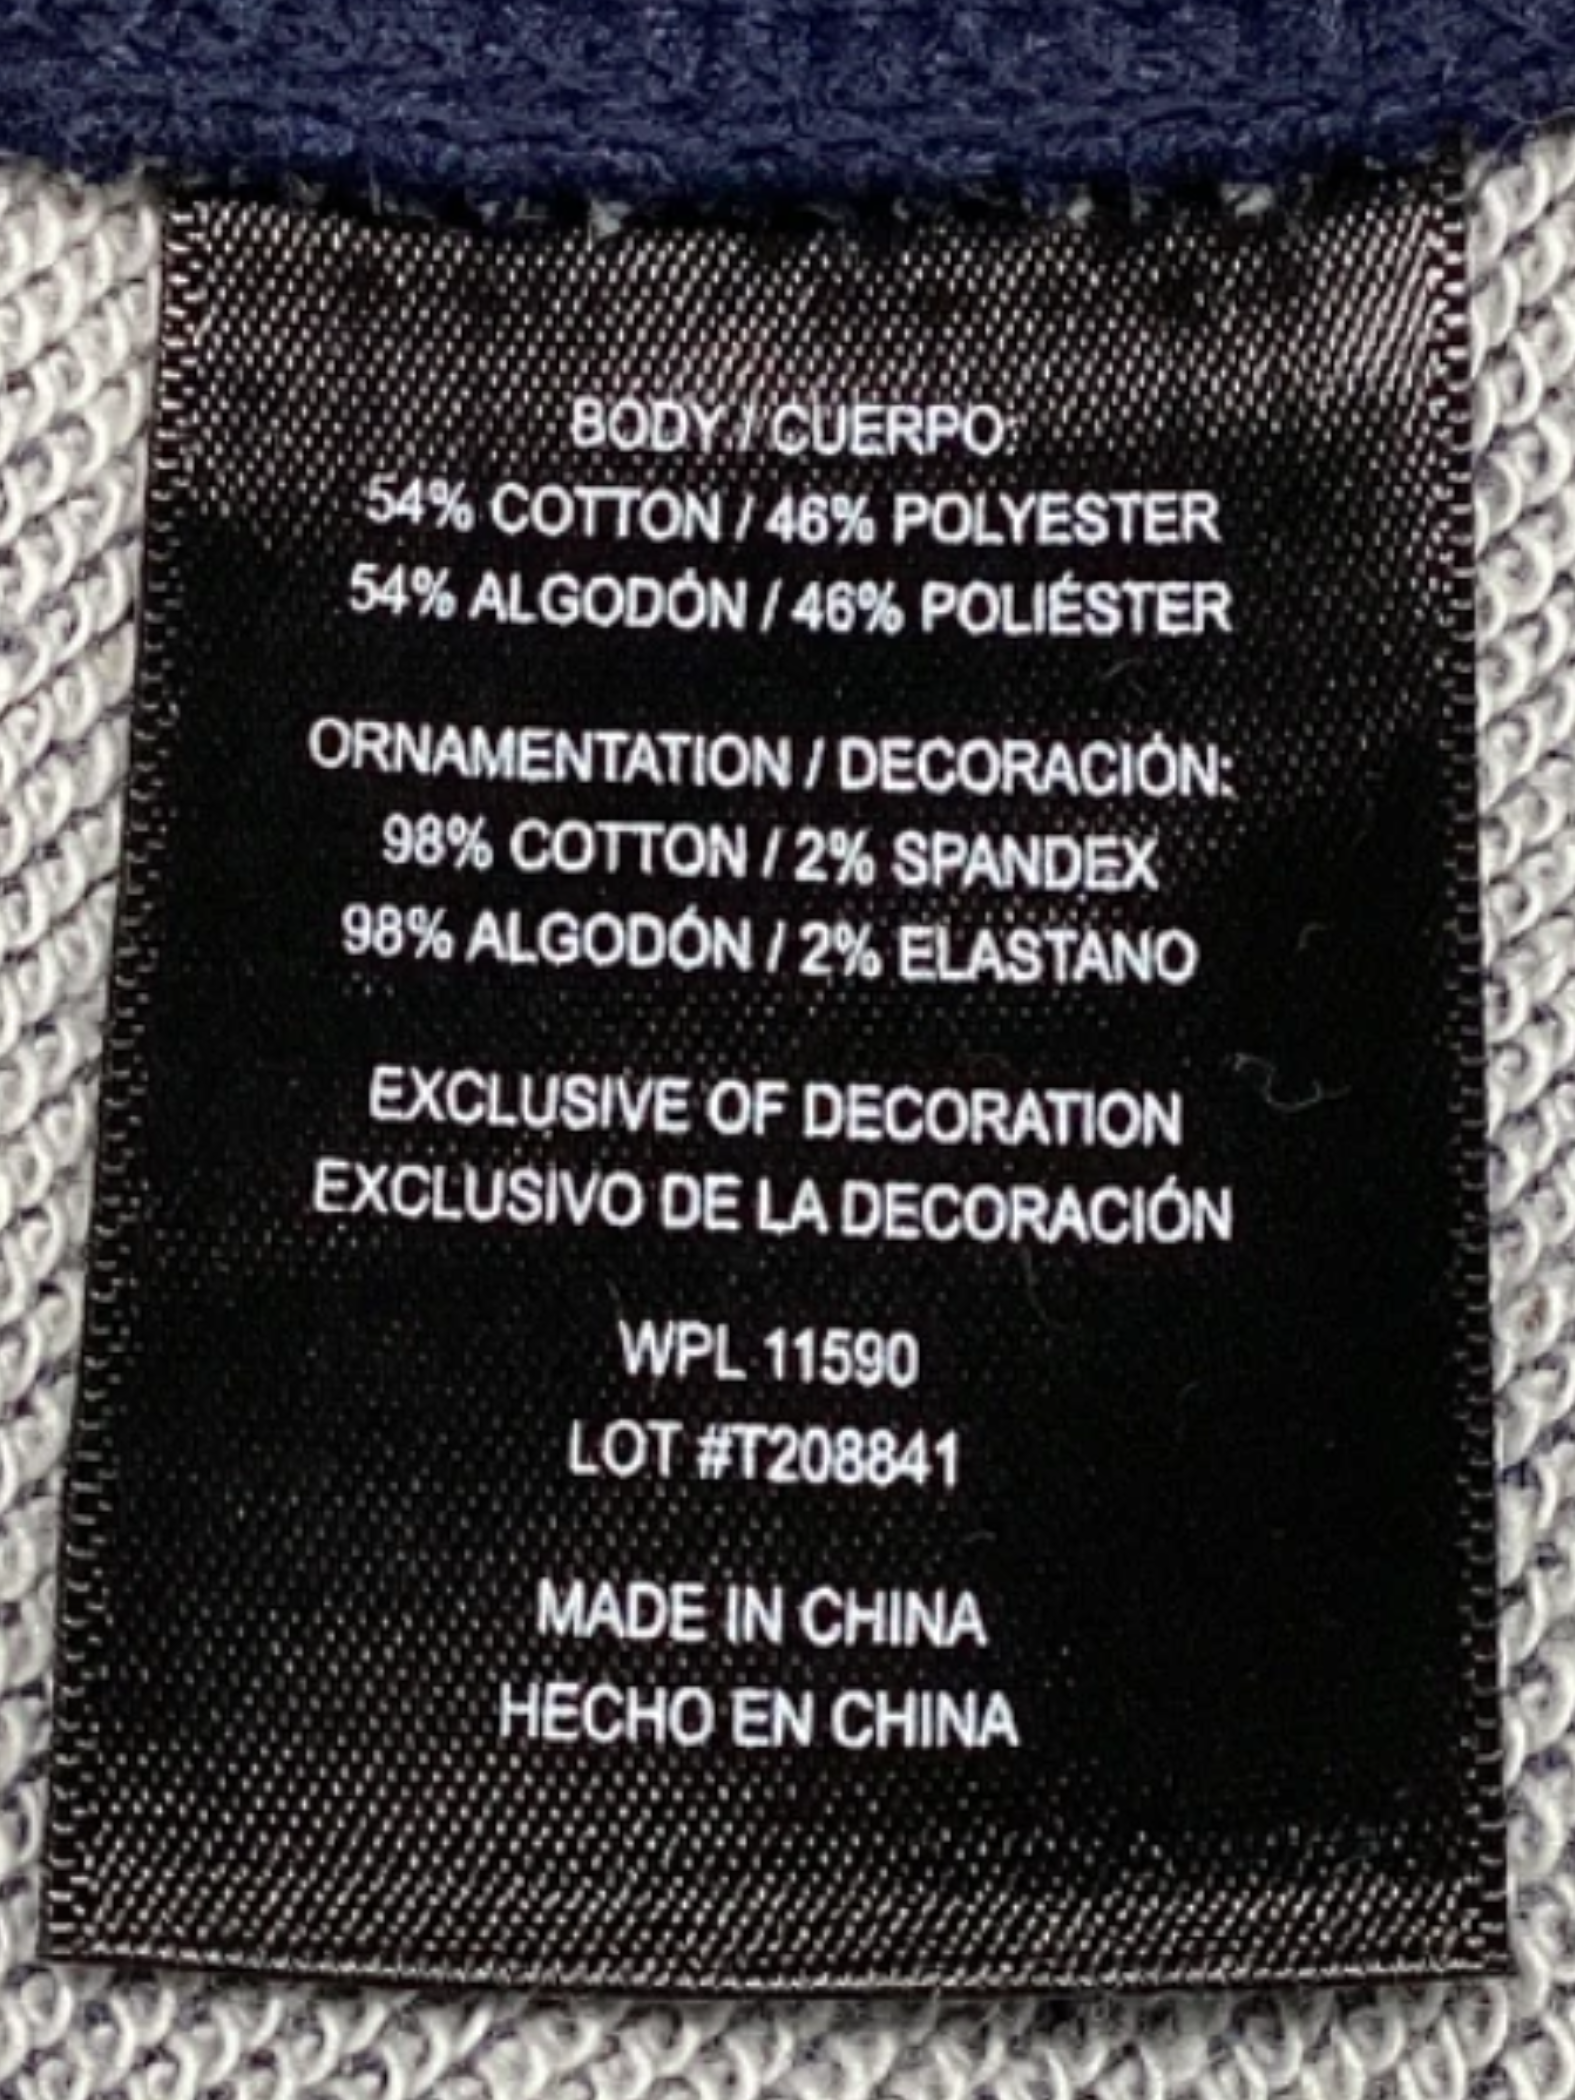 BODY / CUERPO:
54% COTTON / 46% POLYESTER
54% ALGODÓN / 46% POLIÉSTER
ORNAMENTATION / DECORACIÓN:
98% COTTON / 2% SPANDEX
98% ALGODÓN / 2% ELASTANO
EXCLUSIVE OF DECORATION
EXCLUSIVO DE LA DECORACIÓN
WPL 11590
LOT #T208841
MADE IN CHINA
HECHO EN CHINA